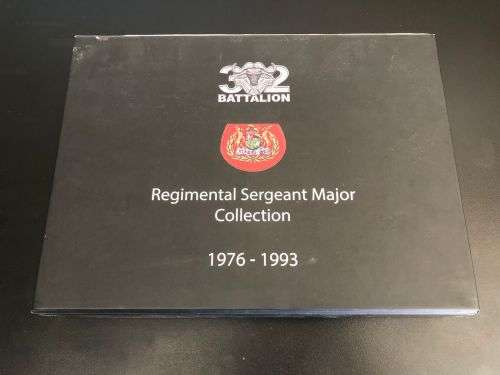 32
BATTALION
Regimental Sergeant Major
Collection
1976 - 1993